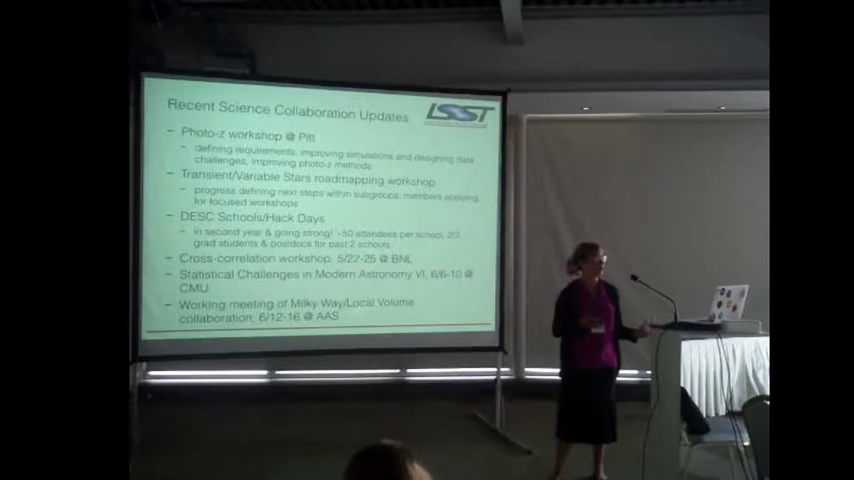 Recent Science Collaboration Updates
LSST
– Photo-z workshop @ Pitt
– defining requirements, improving simulations and designing data
challenges, improving photo-z methods
– Transient/Variable Stars roadmapping workshop
– progress defining next steps within subgroups; members applying
for focused workshops
– DESC Schools/Hack Days
– in second year & going strong! ~50 attendees per school, 2/3
grad students & postdocs for past 2 schools
– Cross-correlation workshop, 5/22-25 @ BNL
– Statistical Challenges in Modern Astronomy VI, 6/6-10 @
CMU
– Working meeting of Milky Way/Local Volume
collaboration, 6/12-16 @ AAS